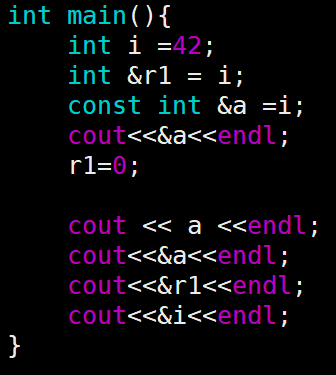 int main(){
    int i =42;
    int &r1 = i;
    const int &a =i;
    cout<<&a<<endl;
    r1=0;

    cout << a <<endl;
    cout<<&a<<endl;
    cout<<&r1<<endl;
    cout<<&i<<endl;
}